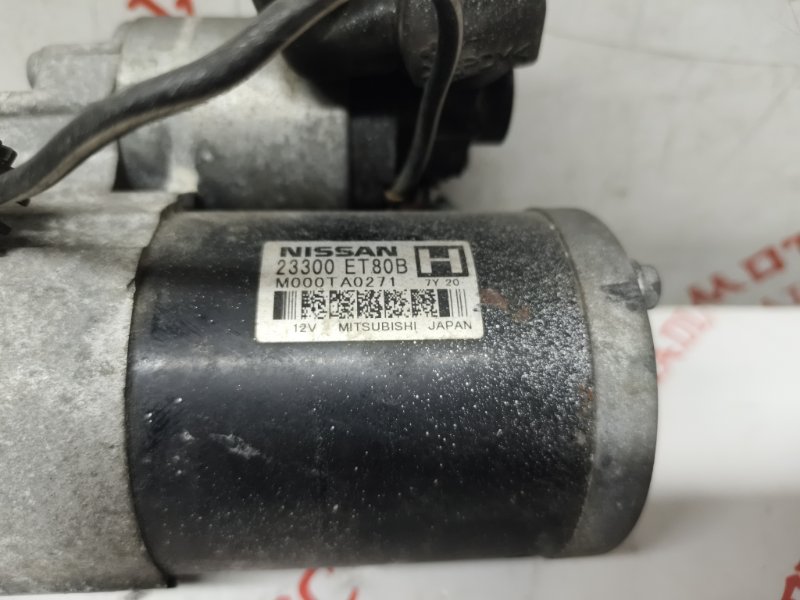 NISSAN
23300 ET80B H
M000TA0271 7Y 20
12V MITSUBISHI JAPAN